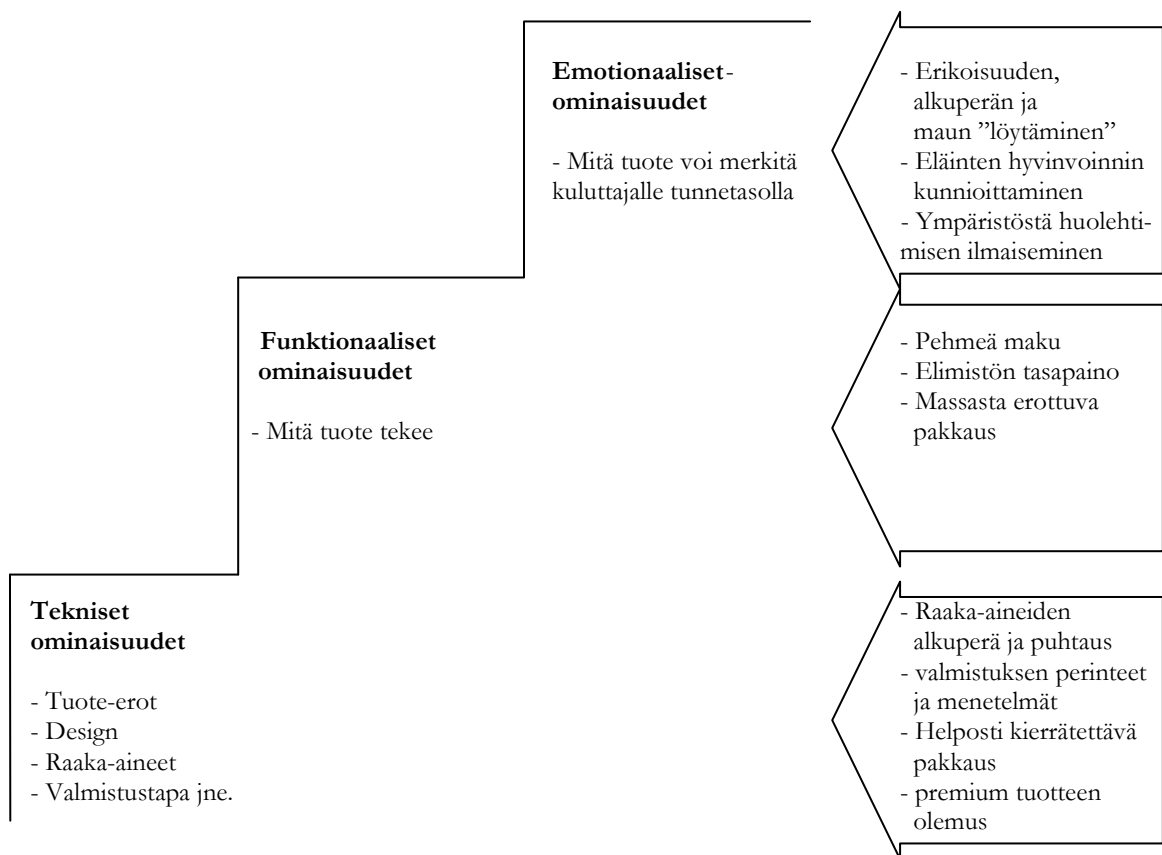 Emotionaaliset-
ominaisuudet
- Mitä tuote voi merkitä
kuluttajalle tunnetasolla
- Erikoisuuden,
alkuperän ja
maun ”löytäminen”
- Eläinten hyvinvoinnin
kunnioittaminen
- Ympäristöstä huolehti-
misen ilmaiseminen
Funktionaaliset
ominaisuudet
- Mitä tuote tekee
- Pehmeä maku
- Elimistön tasapaino
- Massasta erottuva
pakkaus
Tekniset
ominaisuudet
- Tuote-erot
- Design
- Raaka-aineet
- Valmistustapa jne.
- Raaka-aineiden
alkuperä ja puhtaus
- valmistuksen perinteet
ja menetelmät
- Helposti kierrätettävä
pakkaus
- premium tuotteen
olemus